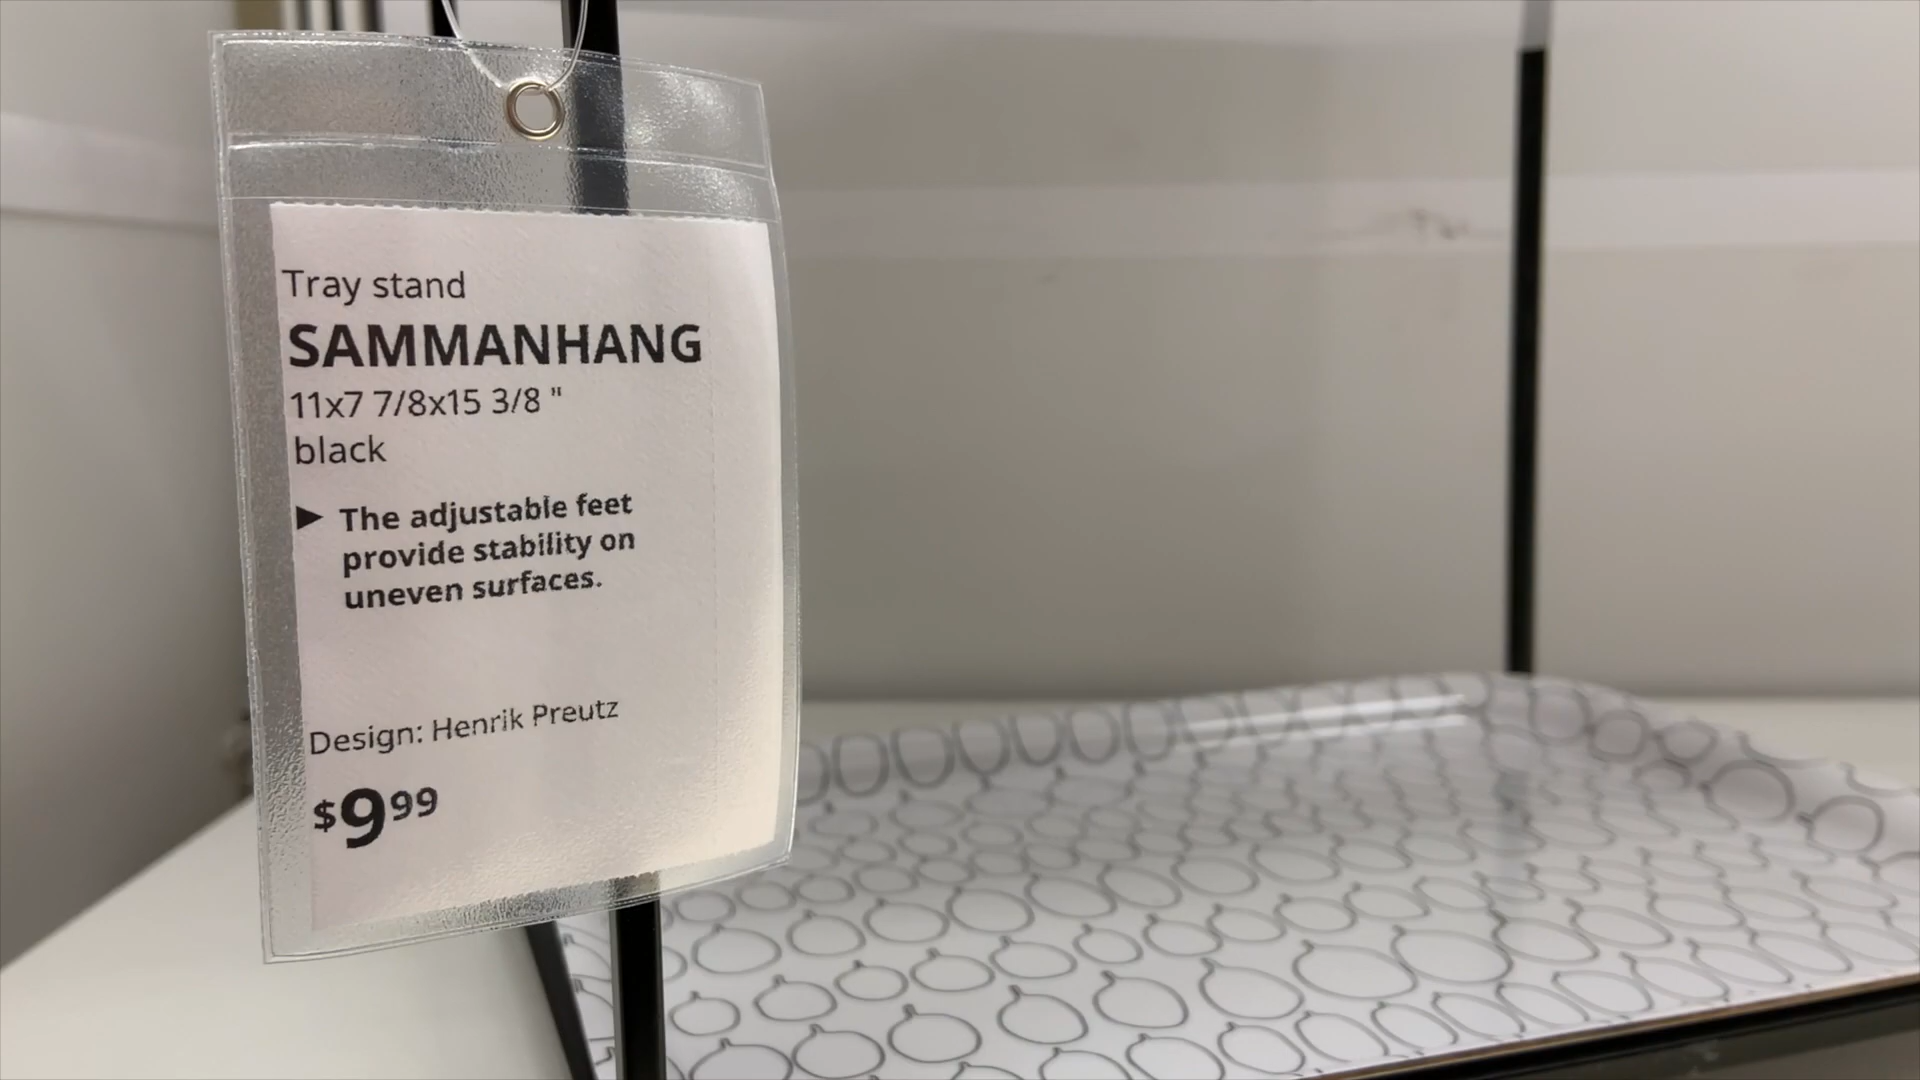 Tray stand
SAMMANHANG
11x7 7/8x15 3/8 "
black
► The adjustable feet
provide stability on
uneven surfaces.
Design: Henrik Preutz
$9 99